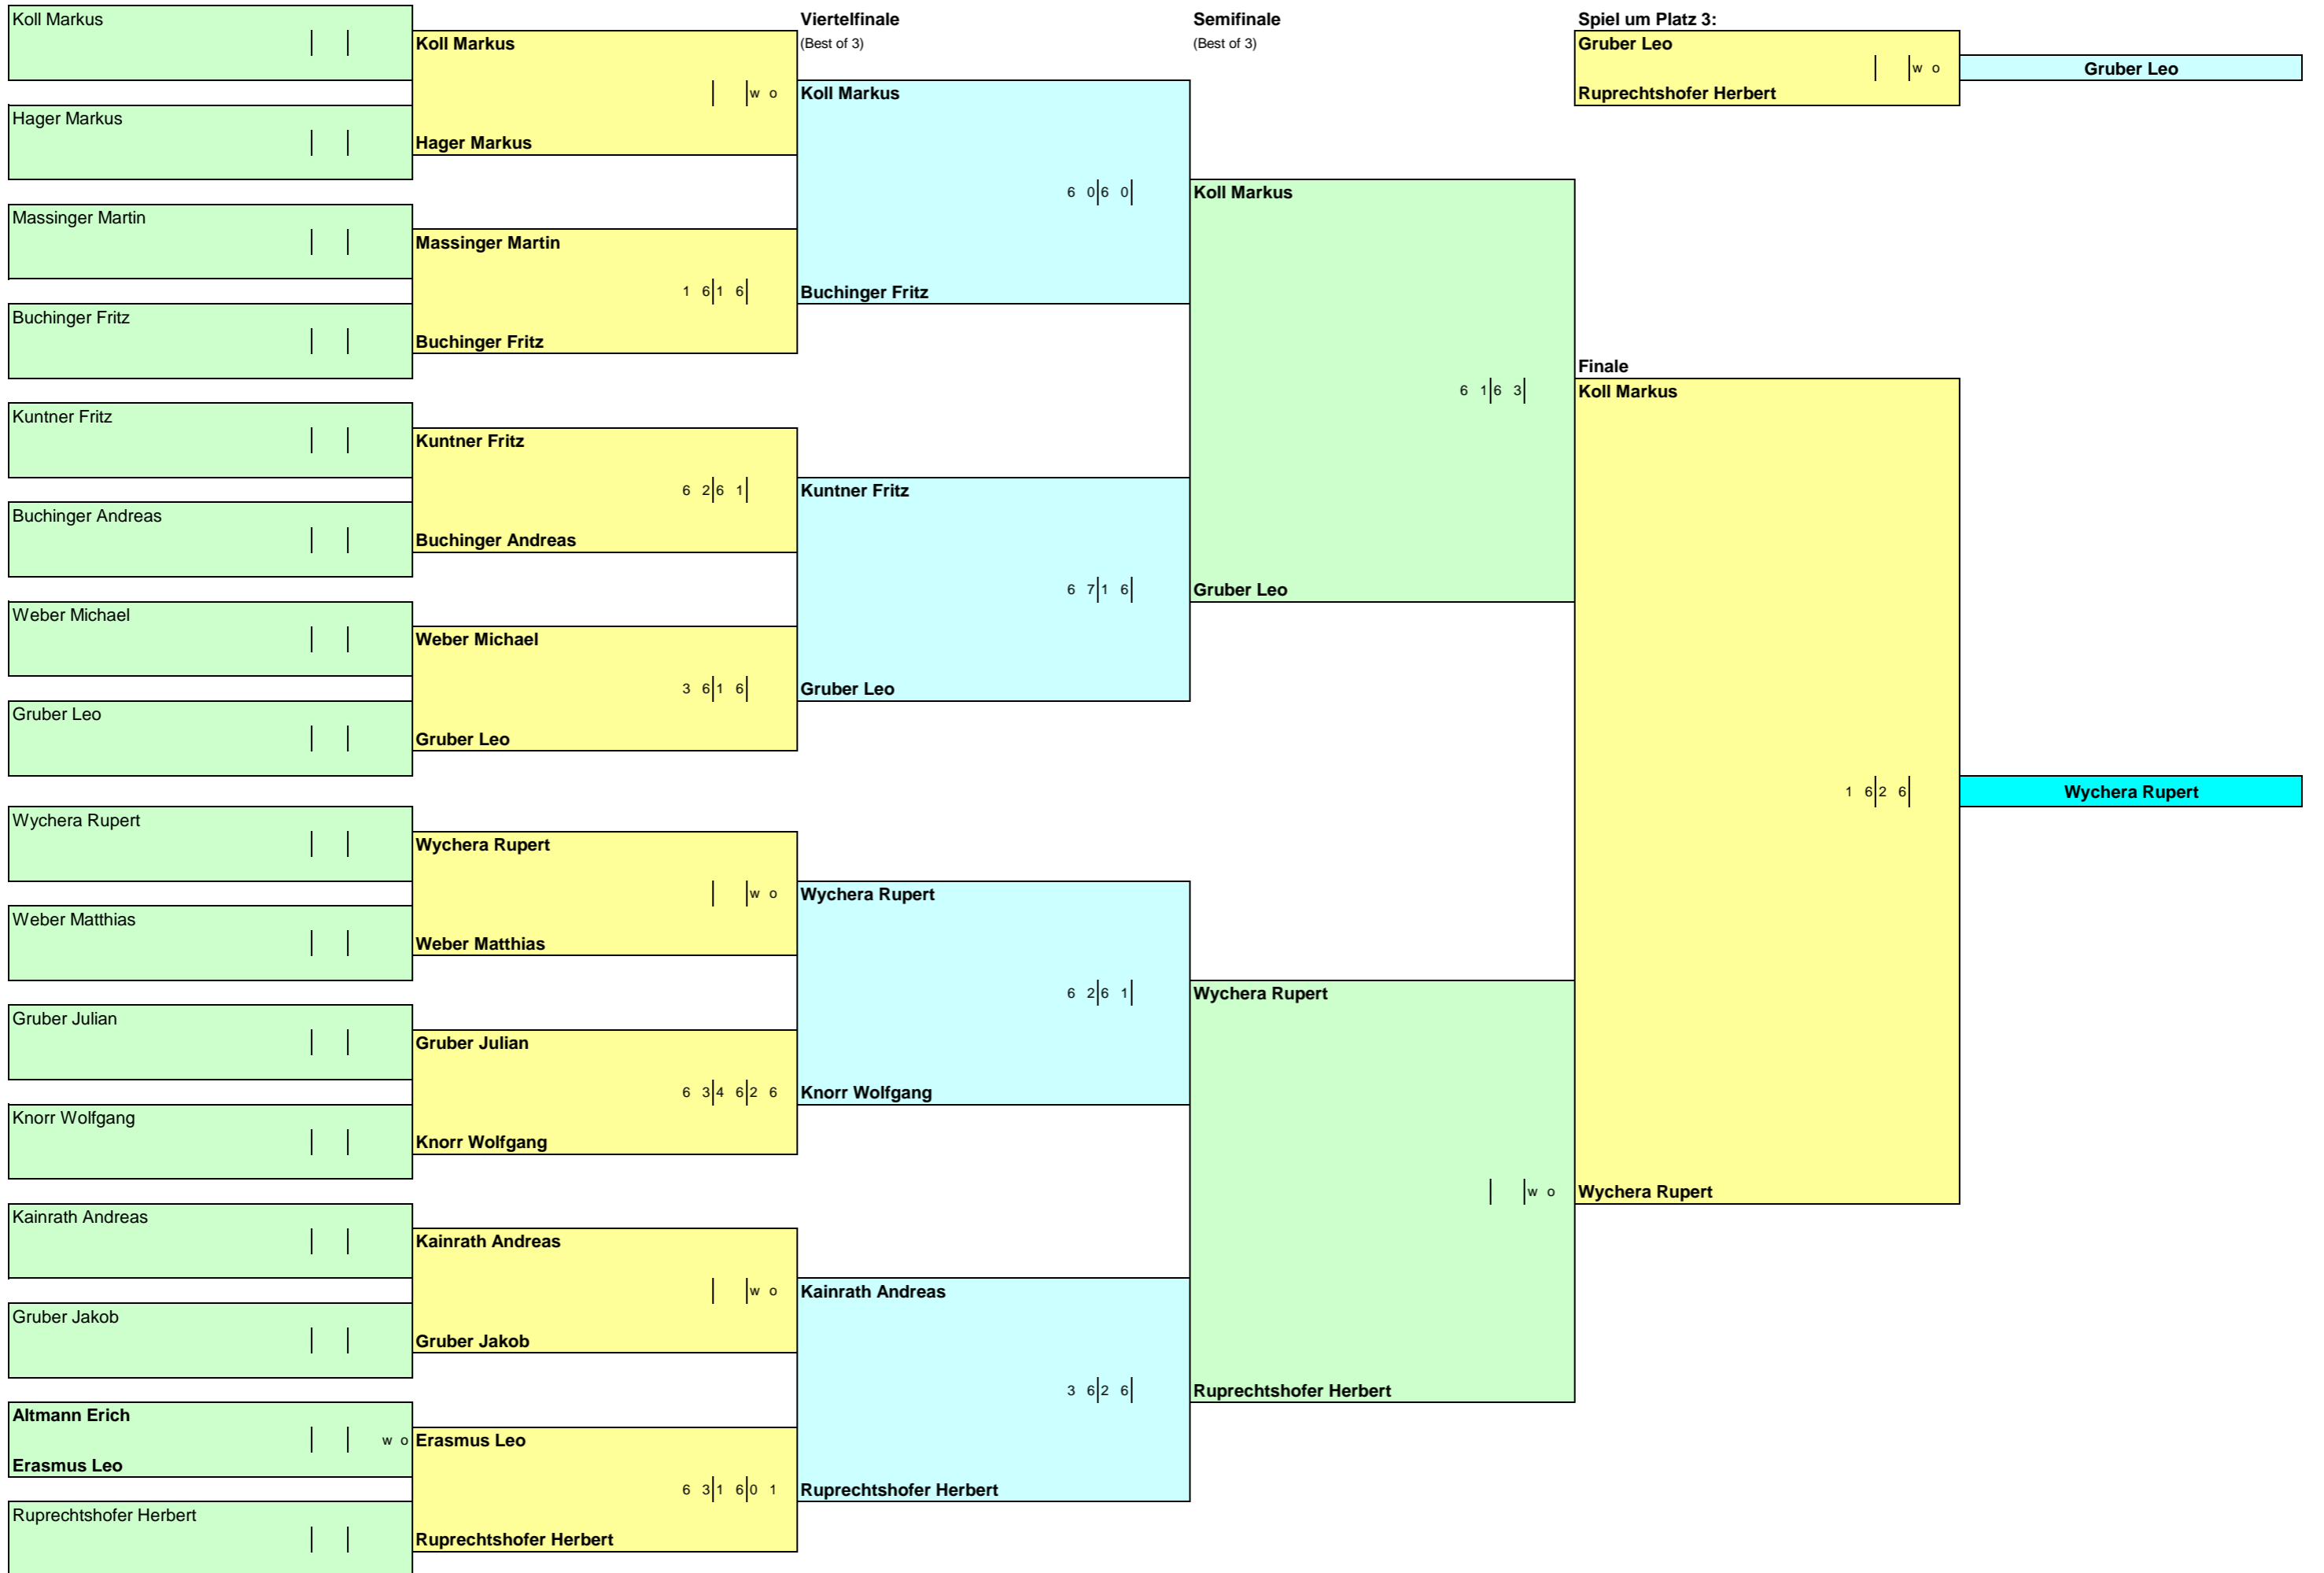 Koll Markus
Hager Markus
Massinger Martin
Buchinger Fritz
Kuntner Fritz
Buchinger Andreas
Weber Michael
Gruber Leo
Wychera Rupert
Weber Matthias
Gruber Julian
Knorr Wolfgang
Kainrath Andreas
Gruber Jakob
Altmann Erich
w o
Erasmus Leo
Ruprechtshofer Herbert
Koll Markus
w o
Hager Markus
Massinger Martin
1 6 1 6
Buchinger Fritz
Kuntner Fritz
6 2 6 1
Buchinger Andreas
Weber Michael
3 6 1 6
Gruber Leo
Wychera Rupert
w o
Weber Matthias
Gruber Julian
6 3 4 6 2 6
Knorr Wolfgang
Kainrath Andreas
w o
Gruber Jakob
Erasmus Leo
6 3 1 6 0 1
Ruprechtshofer Herbert
Viertelfinale
(Best of 3)
Koll Markus
6 0 6 0
Buchinger Fritz
Kuntner Fritz
6 7 1 6
Gruber Leo
Wychera Rupert
6 2 6 1
Knorr Wolfgang
Kainrath Andreas
3 6 2 6
Ruprechtshofer Herbert
Semifinale
(Best of 3)
Koll Markus
6 1 6 3
Gruber Leo
Wychera Rupert
w o
Ruprechtshofer Herbert
Spiel um Platz 3:
Gruber Leo
w o
Ruprechtshofer Herbert
Gruber Leo
Finale
Koll Markus
1 6 2 6
Wychera Rupert
Wychera Rupert